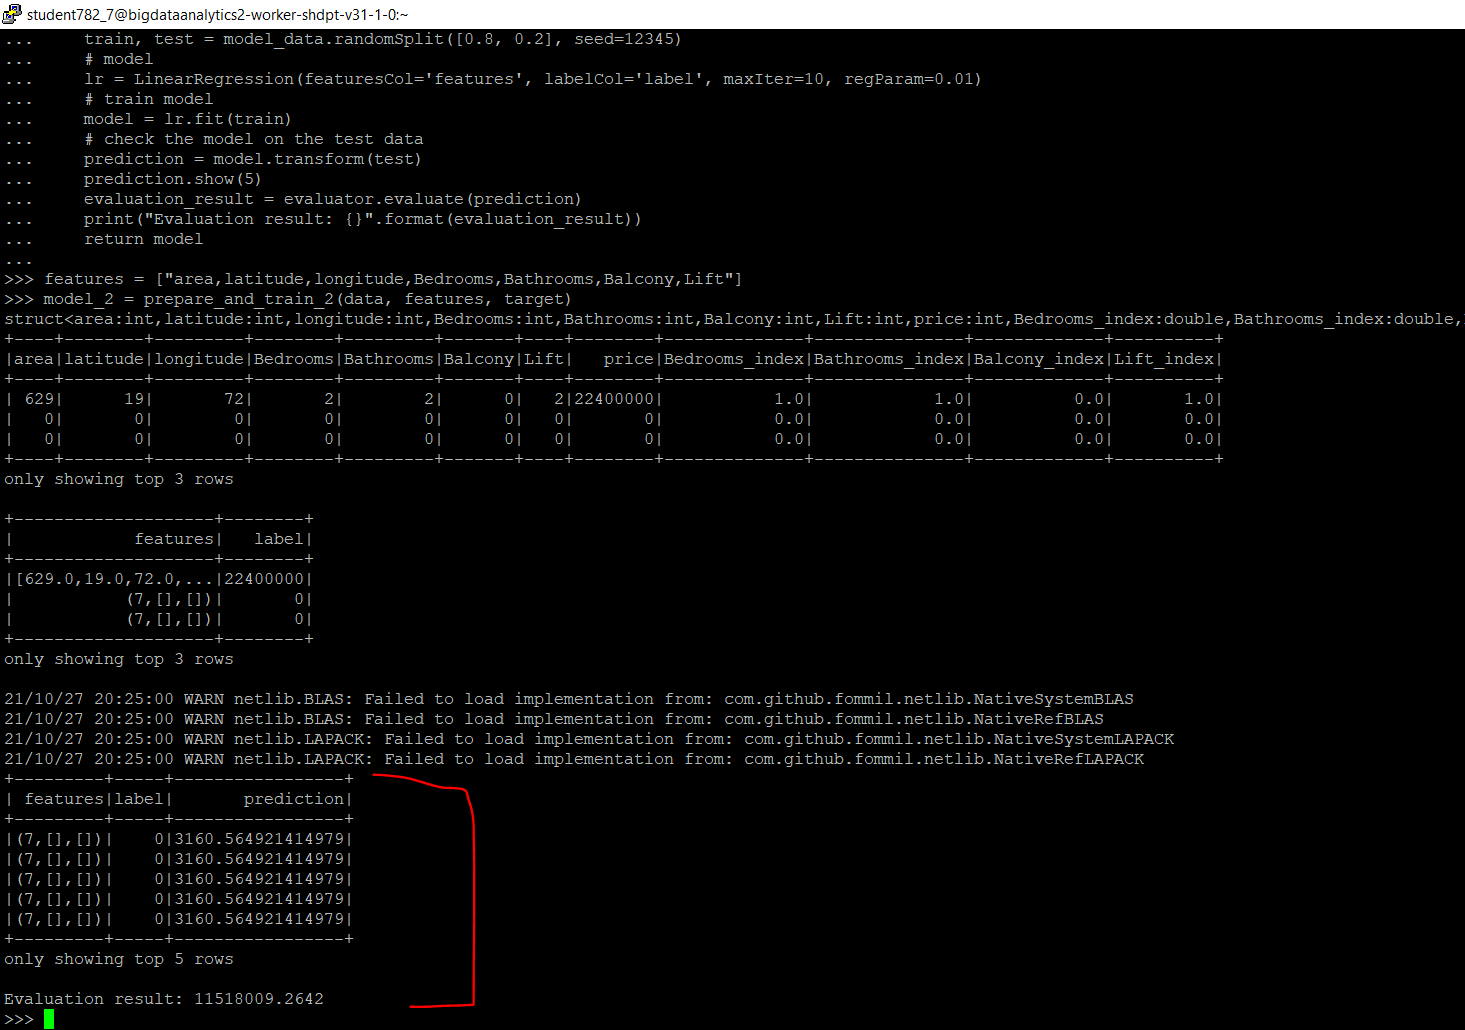 student782_7@bigdataanalytics2-worker-shdpt-v31-1-0:~
...     train, test = model_data.randomSplit([0.8, 0.2], seed=12345)
...     # model
...     lr = LinearRegression(featuresCol='features', labelCol='label', maxIter=10, regParam=0.01)
...     # train model
...     model = lr.fit(train)
...     # check the model on the test data
...     prediction = model.transform(test)
...     prediction.show(5)
...     evaluation_result = evaluator.evaluate(prediction)
...     print("Evaluation result: {}".format(evaluation_result))
...     return model
...
>>> features = ["area,latitude,longitude,Bedrooms,Bathrooms,Balcony,Lift"]
>>> model_2 = prepare_and_train_2(data, features, target)
struct<area:int,latitude:int,longitude:int,Bedrooms:int,Bathrooms:int,Balcony:int,Lift:int,price:int,Bedrooms_index:double,Bathrooms_index:double,
+----+--------+---------+--------+---------+-------+----+--------+--------------+---------------+-------------+----------+
|area|latitude|longitude|Bedrooms|Bathrooms|Balcony|Lift|   price|Bedrooms_index|Bathrooms_index|Balcony_index|Lift_index|
+----+--------+---------+--------+---------+-------+----+--------+--------------+---------------+-------------+----------+
| 629|      19|       72|       2|        2|      0|   2|22400000|           1.0|            1.0|          0.0|       1.0|
|   0|       0|        0|       0|        0|      0|   0|       0|           0.0|            0.0|          0.0|       0.0|
|   0|       0|        0|       0|        0|      0|   0|       0|           0.0|            0.0|          0.0|       0.0|
+----+--------+---------+--------+---------+-------+----+--------+--------------+---------------+-------------+----------+
only showing top 3 rows
+--------------------+--------+
|            features|   label|
+--------------------+--------+
|[629.0,19.0,72.0,...|22400000|
|           (7,[],[])|       0|
|           (7,[],[])|       0|
+--------------------+--------+
only showing top 3 rows
21/10/27 20:25:00 WARN netlib.BLAS: Failed to load implementation from: com.github.fommil.netlib.NativeSystemBLAS
21/10/27 20:25:00 WARN netlib.BLAS: Failed to load implementation from: com.github.fommil.netlib.NativeRefBLAS
21/10/27 20:25:00 WARN netlib.LAPACK: Failed to load implementation from: com.github.fommil.netlib.NativeSystemLAPACK
21/10/27 20:25:00 WARN netlib.LAPACK: Failed to load implementation from: com.github.fommil.netlib.NativeRefLAPACK
+---------+-----+-----------------+
| features|label|       prediction|
+---------+-----+-----------------+
|(7,[],[])|    0|3160.564921414979|
|(7,[],[])|    0|3160.564921414979|
|(7,[],[])|    0|3160.564921414979|
|(7,[],[])|    0|3160.564921414979|
|(7,[],[])|    0|3160.564921414979|
+---------+-----+-----------------+
only showing top 5 rows
Evaluation result: 11518009.2642
>>>